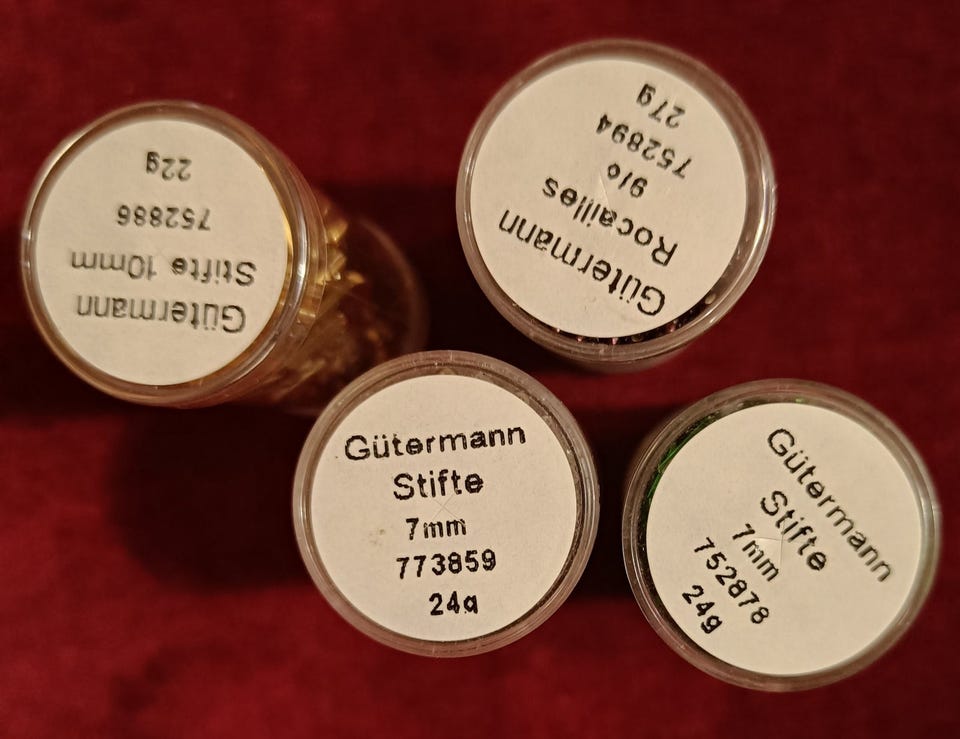 Gütermann
Stifte 10mm
752886
22g
Gütermann
Rocailles
9/o
752894
27g
Gütermann
Stifte
7mm
773859
24g
Gütermann
Stifte
7mm
752878
24g